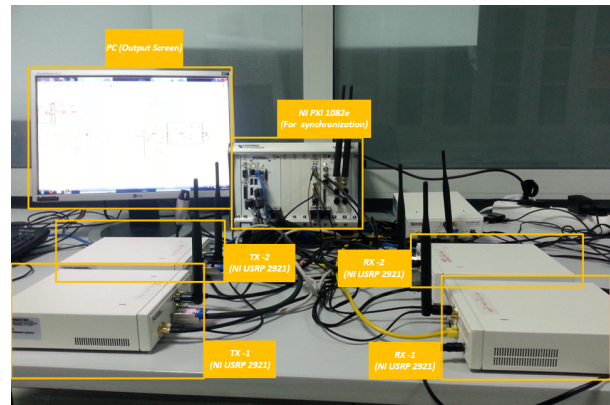 PC (Output Screen)
NI PXI 1082e
(For synchronization)
TX -2
(NI USRP 2921)
RX -2
(NI USRP 2921)
TX -1
(NI USRP 2921)
RX -1
(NI USRP 2921)